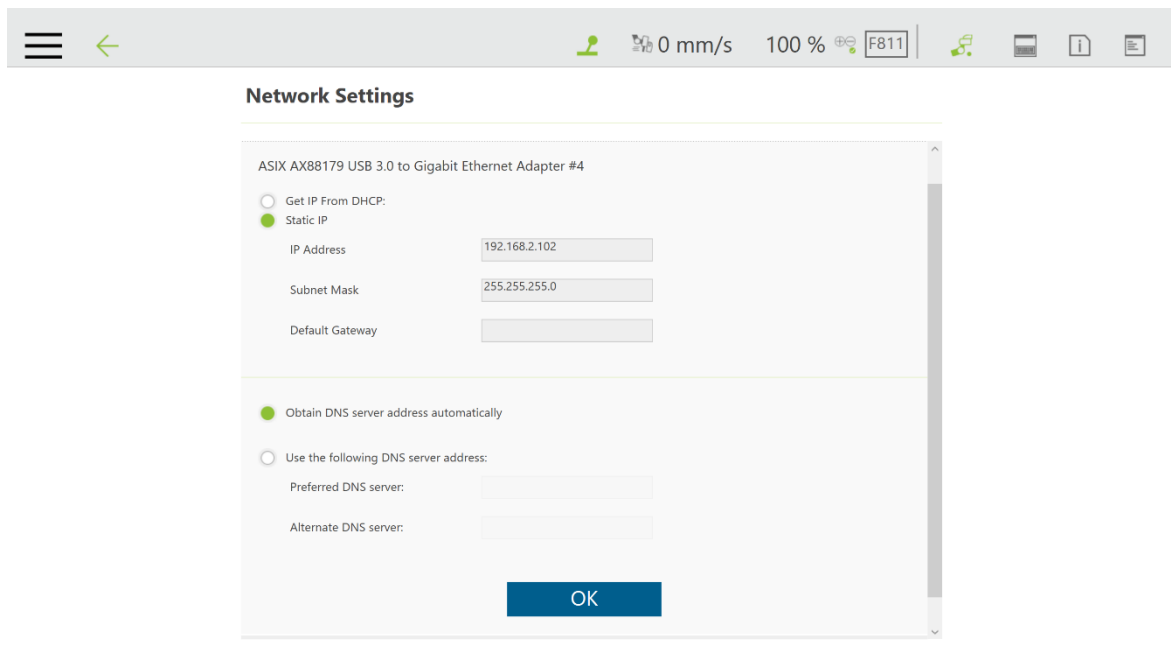 0 mm/s 100 % F811
Network Settings
ASIX AX88179 USB 3.0 to Gigabit Ethernet Adapter #4
Get IP From DHCP:
Static IP
IP Address 192.168.2.102
Subnet Mask 255.255.255.0
Default Gateway
Obtain DNS server address automatically
Use the following DNS server address:
Preferred DNS server:
Alternate DNS server:
OK